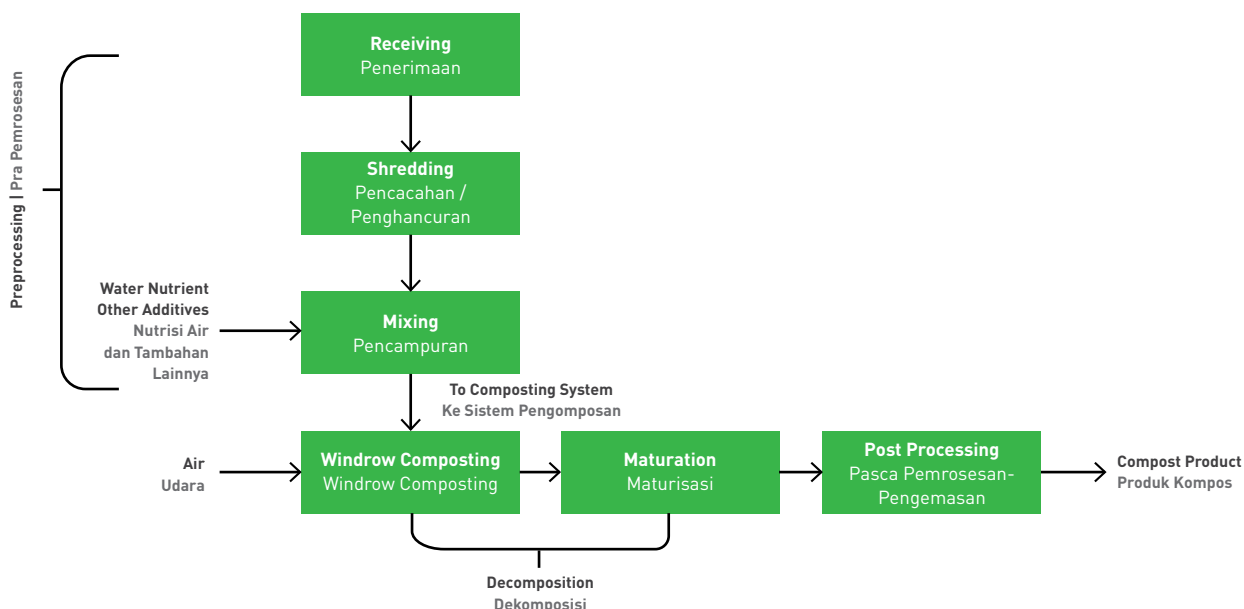 Receiving
Penerimaan
Preprocessing | Pra Pemrosesan
Shredding
Pencacahan /
Penghancuran
Water Nutrient
Other Additives
Nutrisi Air
dan Tambahan
Lainnya
Mixing
Pencampuran
To Composting System
Ke Sistem Pengomposan
Air
Udara
Windrow Composting
Windrow Composting
Maturation
Maturisasi
Post Processing
Pasca Pemrosesan-
Pengemasan
Compost Product
Produk Kompos
Decomposition
Dekomposisi